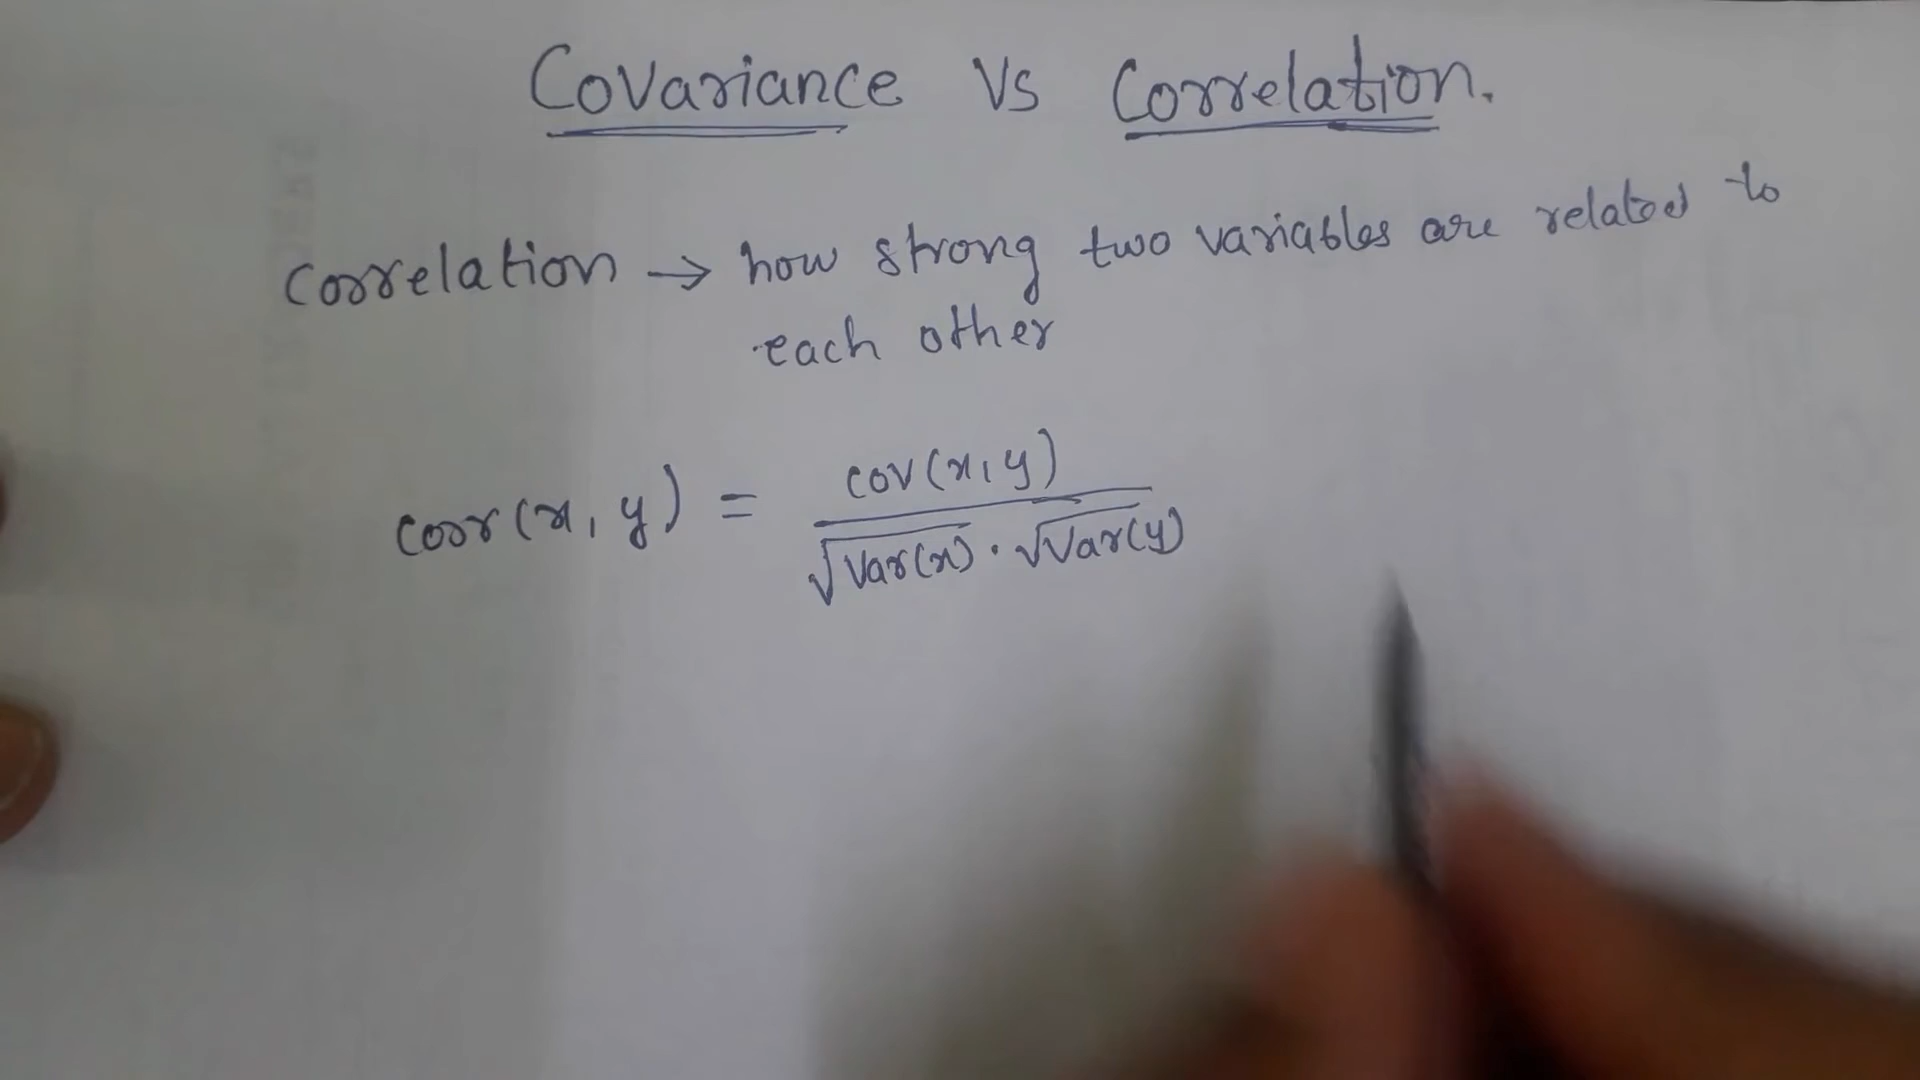 Covariance Vs Correlation.
Correlation → how strong two variables are related to
each other
corr(x, y) = cov(x, y) / √Var(x) · √Var(y)